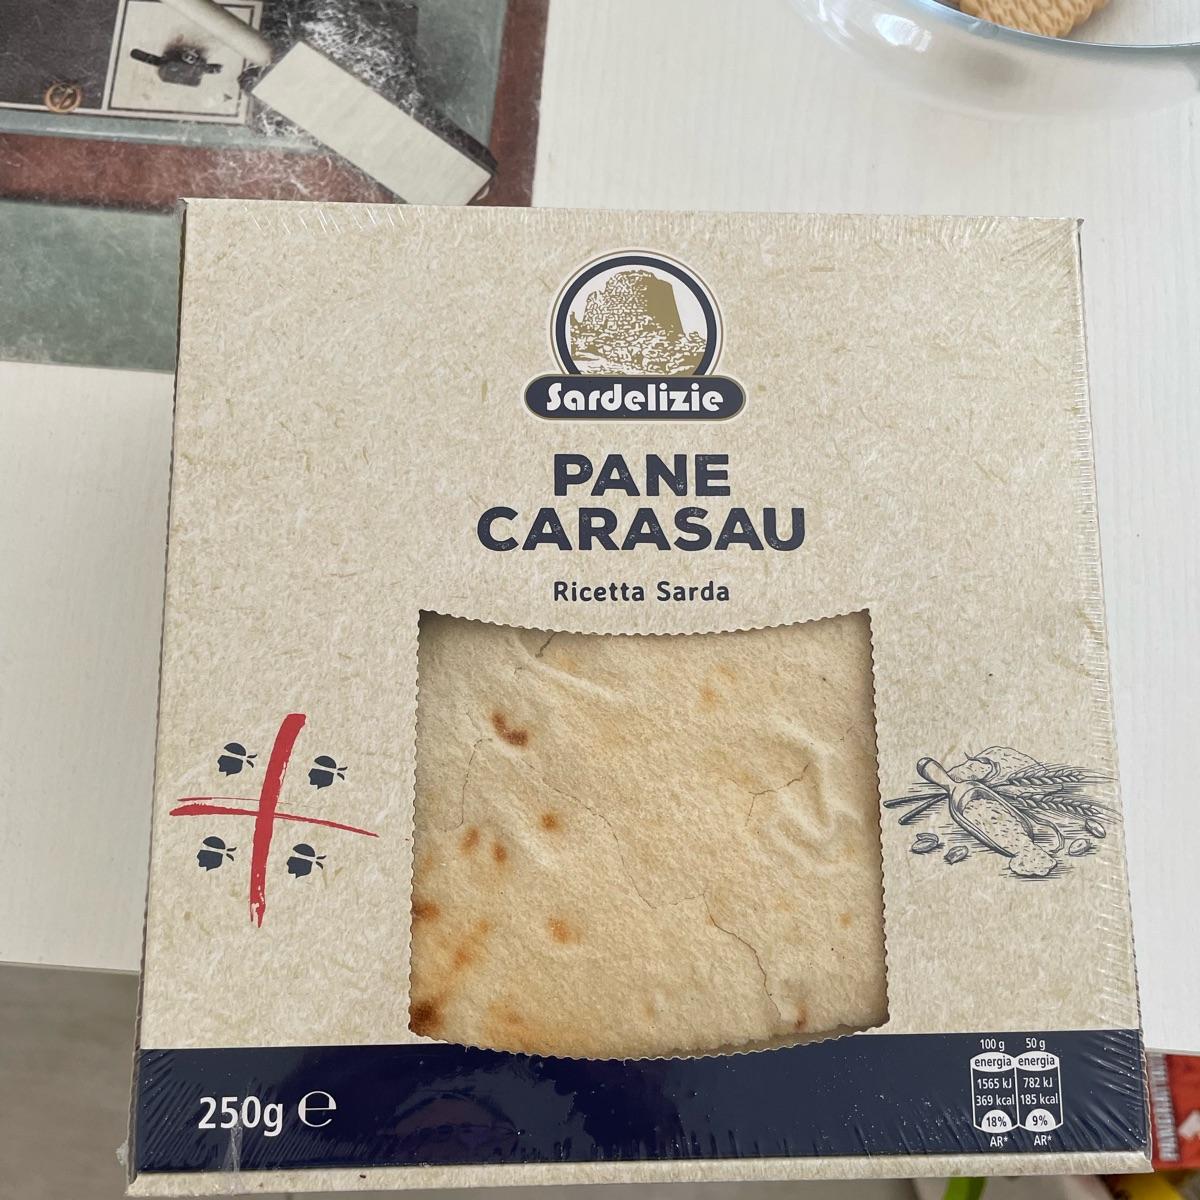 Sardelizie
PANE
CARASAU
Ricetta Sarda
250g ℮
100 g 50 g
energia energia
1565 kJ 782 kJ
369 kcal 185 kcal
18% 9%
AR* AR*